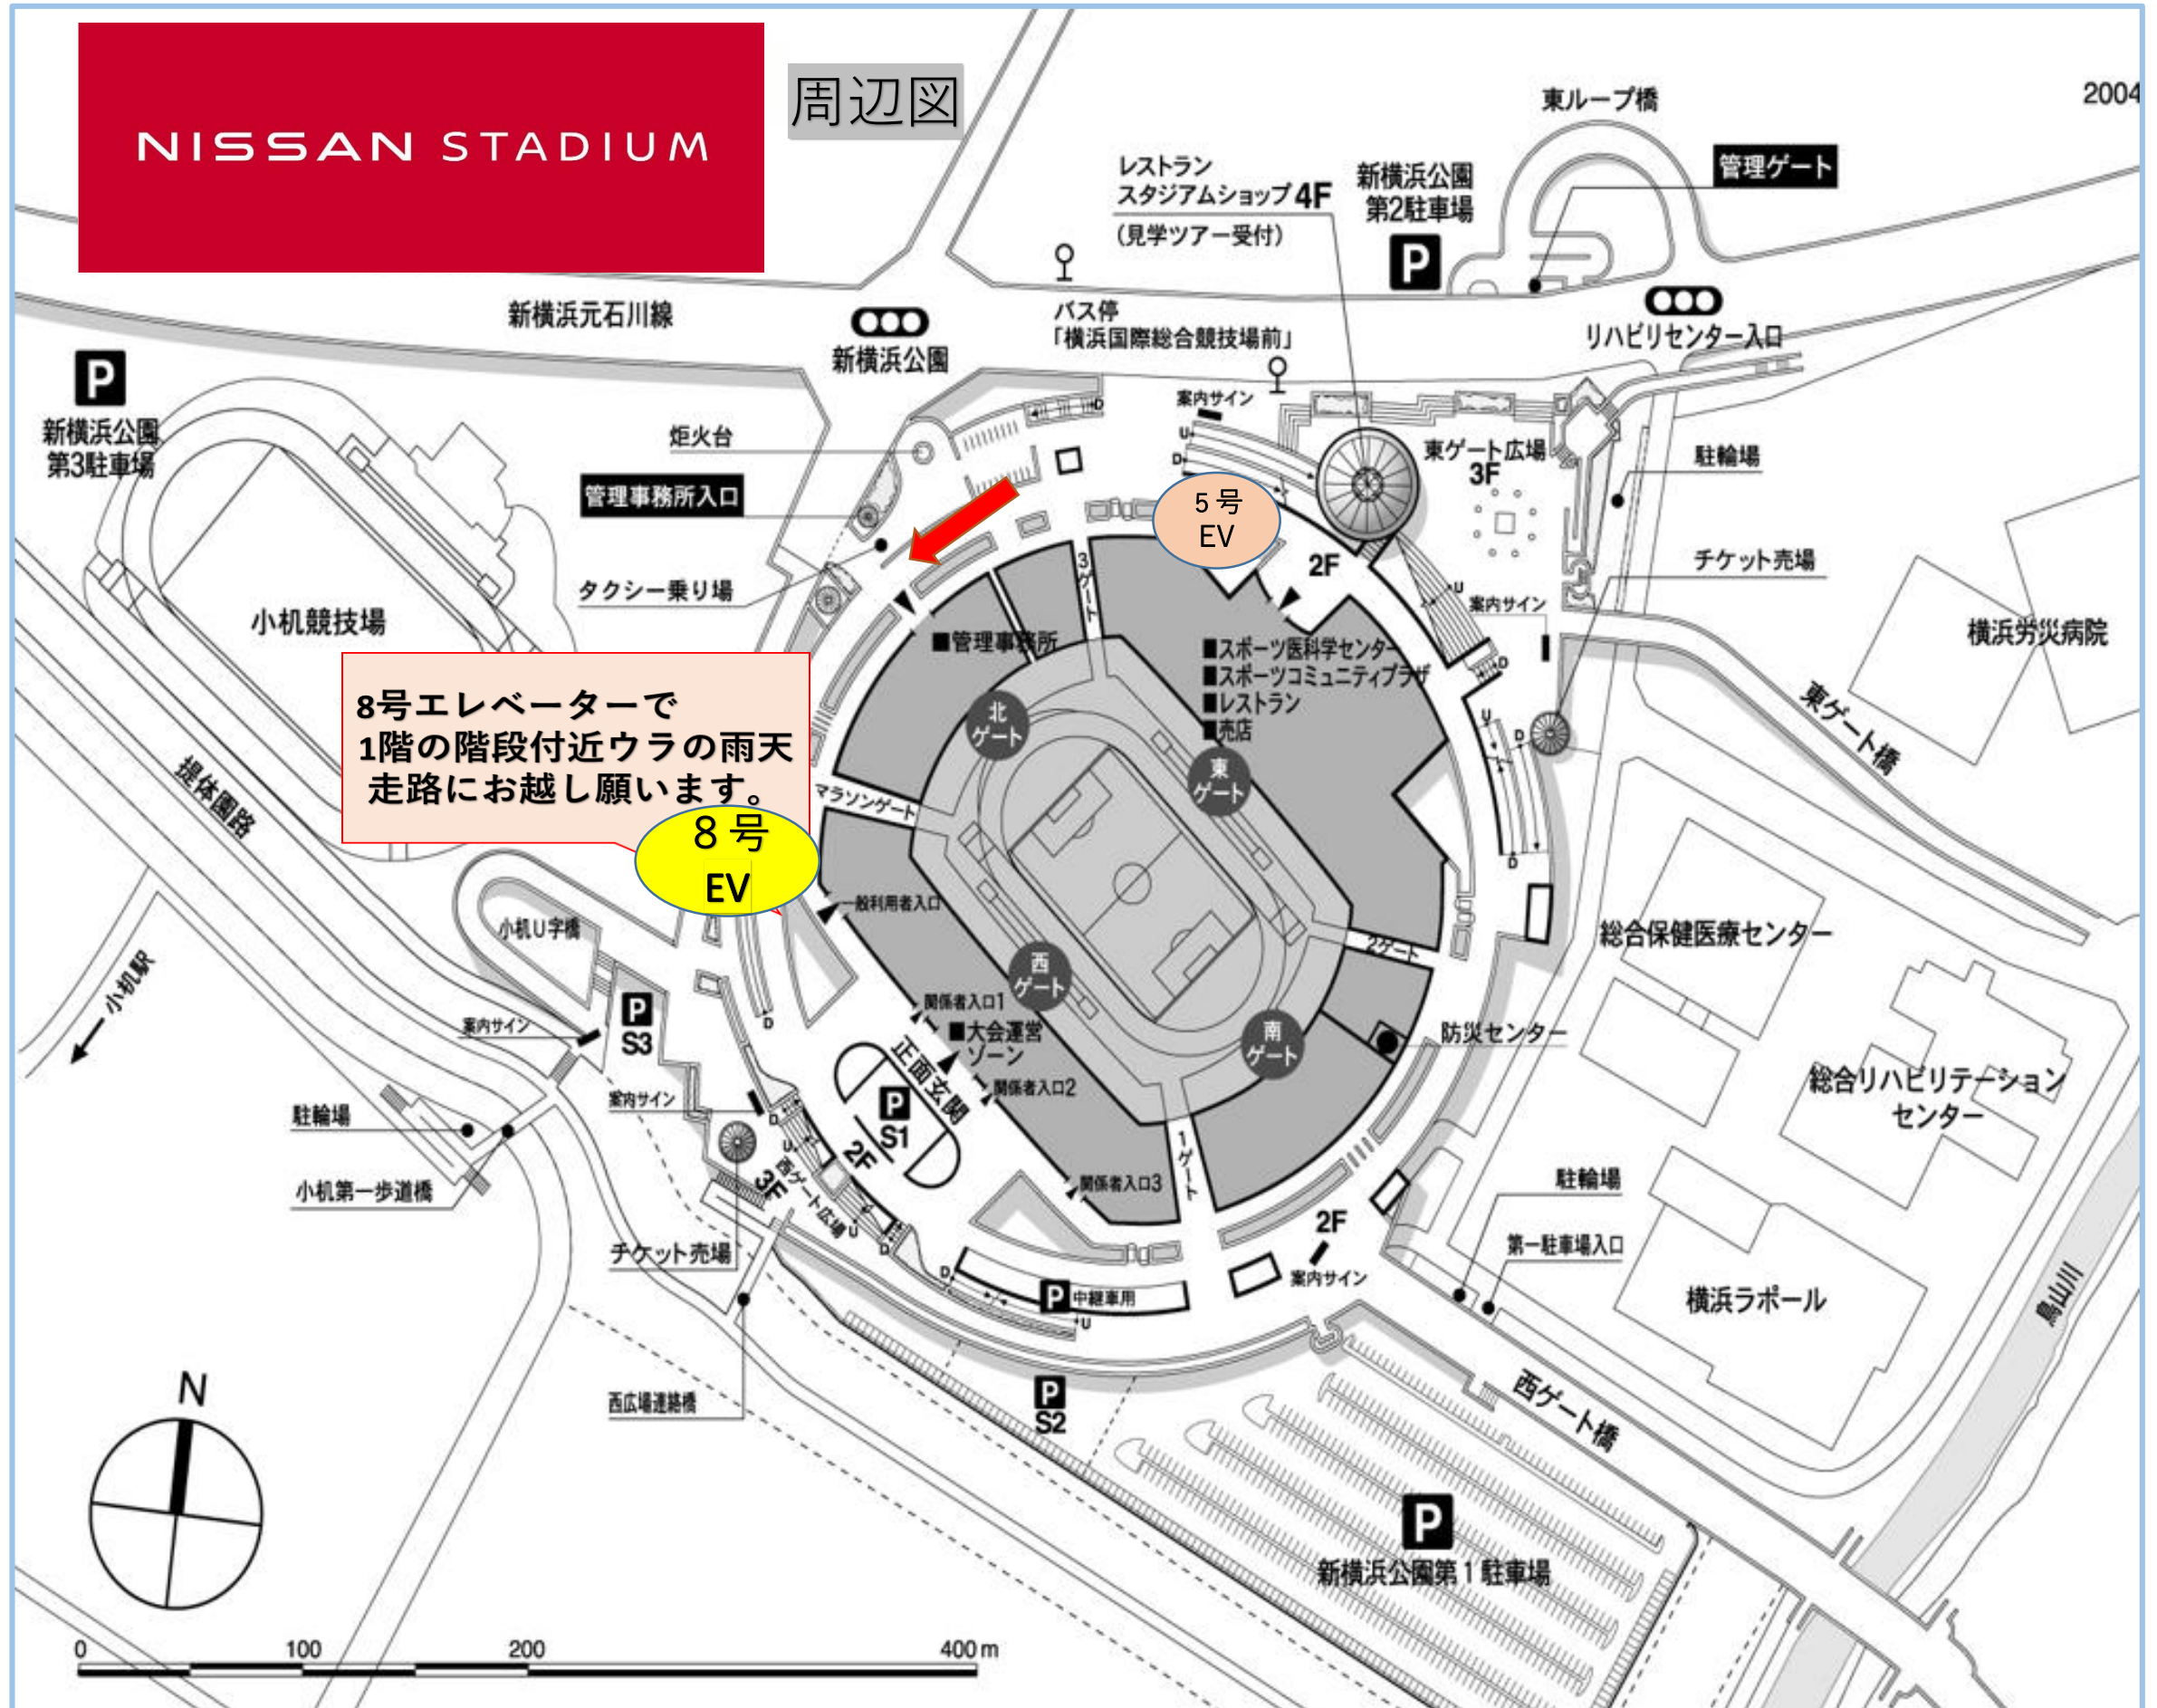 NISSAN STADIUM
周辺図
2004
東ループ橋
管理ゲート
レストラン
スタジアムショップ 4F
(見学ツアー受付)
新横浜公園
第2駐車場
P
新横浜元石川線
新横浜公園
バス停
「横浜国際総合競技場前」
リハビリセンター入口
P
新横浜公園
第3駐車場
炬火台
管理事務所入口
タクシー乗り場
案内サイン
U
D
D
5号
EV
東ゲート広場
3F
駐輪場
チケット売場
2F
U
案内サイン
D
横浜労災病院
東ゲート橋
小机競技場
3ゲート
■管理事務所
■スポーツ医科学センター
■スポーツコミュニティプラザ
■レストラン
■売店
北
ゲート
東
ゲート
U
D
D
8号エレベーターで
1階の階段付近ウラの雨天
走路にお越し願います。
8号
EV
マラソンゲート
堤体園路
一般利用者入口
小机U字橋
小机駅
西
ゲート
2ゲート
総合保健医療センター
P
S3
案内サイン
D
関係者入口1
■大会運営
ゾーン
正面玄関
関係者入口2
南
ゲート
防災センター
総合リハビリテーション
センター
駐輪場
案内サイン
P
S1
D
U
2F
3F
西ゲート広場
U
D
小机第一歩道橋
関係者入口3
1ゲート
駐輪場
第一駐車場入口
2F
案内サイン
チケット売場
D
P 中継車用
U
横浜ラポール
鳥山川
N
西広場連絡橋
P
S2
西ゲート橋
P
新横浜公園第1駐車場
0 100 200 400m